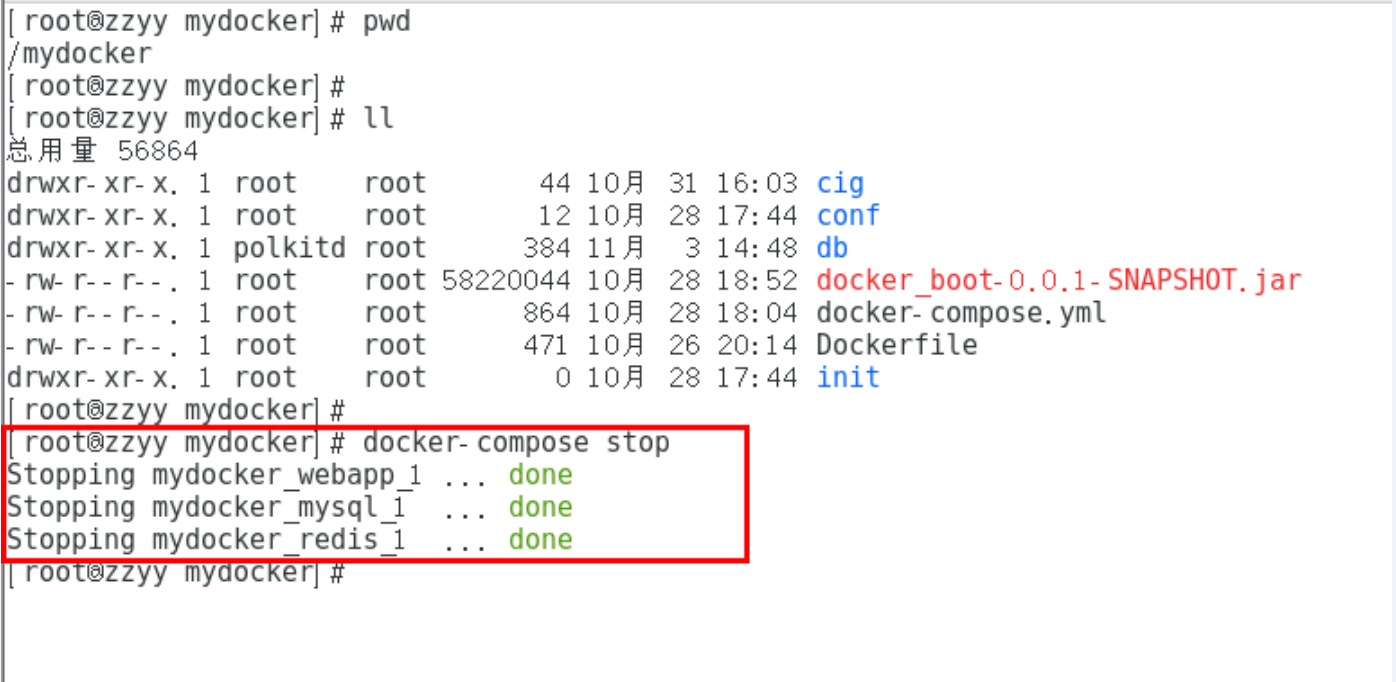 [root@zzyy mydocker]# pwd
/mydocker
[root@zzyy mydocker]#
[root@zzyy mydocker]# ll
总用量 56864
drwxr-xr-x. 1 root    root       44 10月 31 16:03 cig
drwxr-xr-x. 1 root    root       12 10月 28 17:44 conf
drwxr-xr-x. 1 polkitd root      384 11月  3 14:48 db
-rw-r--r--. 1 root    root 58220044 10月 28 18:52 docker_boot-0.0.1-SNAPSHOT.jar
-rw-r--r--. 1 root    root      864 10月 28 18:04 docker-compose.yml
-rw-r--r--. 1 root    root      471 10月 26 20:14 Dockerfile
drwxr-xr-x. 1 root    root        0 10月 28 17:44 init
[root@zzyy mydocker]#
[root@zzyy mydocker]# docker-compose stop
Stopping mydocker_webapp_1 ... done
Stopping mydocker_mysql_1  ... done
Stopping mydocker_redis_1  ... done
[root@zzyy mydocker]#